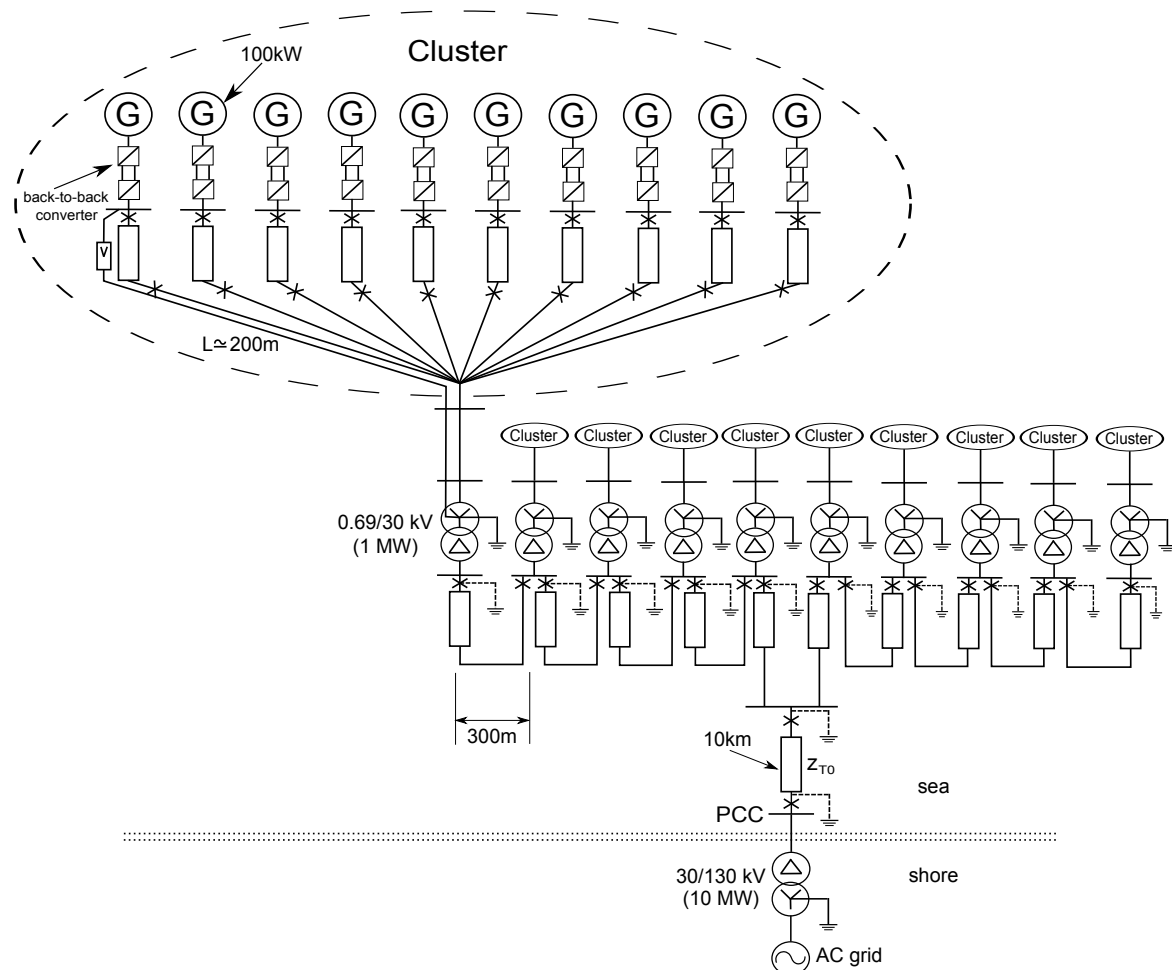 Cluster
100kW
G G G G G G G G G G
back-to-back
converter
V
L≃200m
Cluster Cluster Cluster Cluster Cluster Cluster Cluster Cluster Cluster
0.69/30 kV
(1 MW)
300m
10km
zT0
sea
PCC
30/130 kV
(10 MW)
shore
AC grid